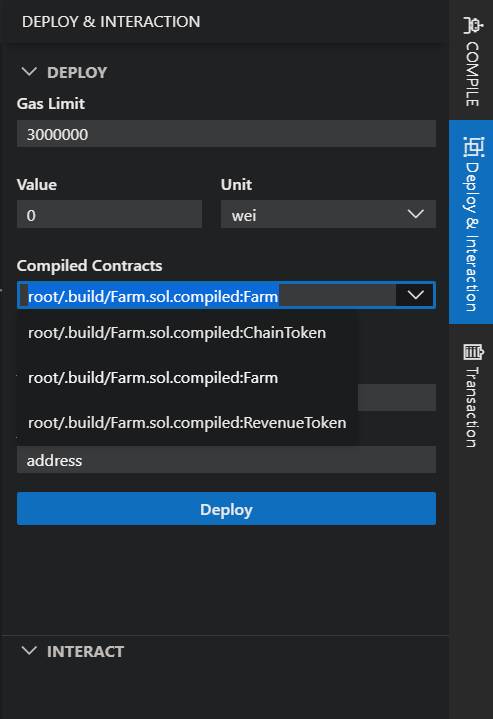 DEPLOY & INTERACTION
DEPLOY
Gas Limit
3000000
Value
Unit
0
wei
Compiled Contracts
root/.build/Farm.sol.compiled:Farm
root/.build/Farm.sol.compiled:ChainToken
root/.build/Farm.sol.compiled:Farm
root/.build/Farm.sol.compiled:RevenueToken
address
Deploy
INTERACT
COMPILE
Deploy & Interaction
Transaction